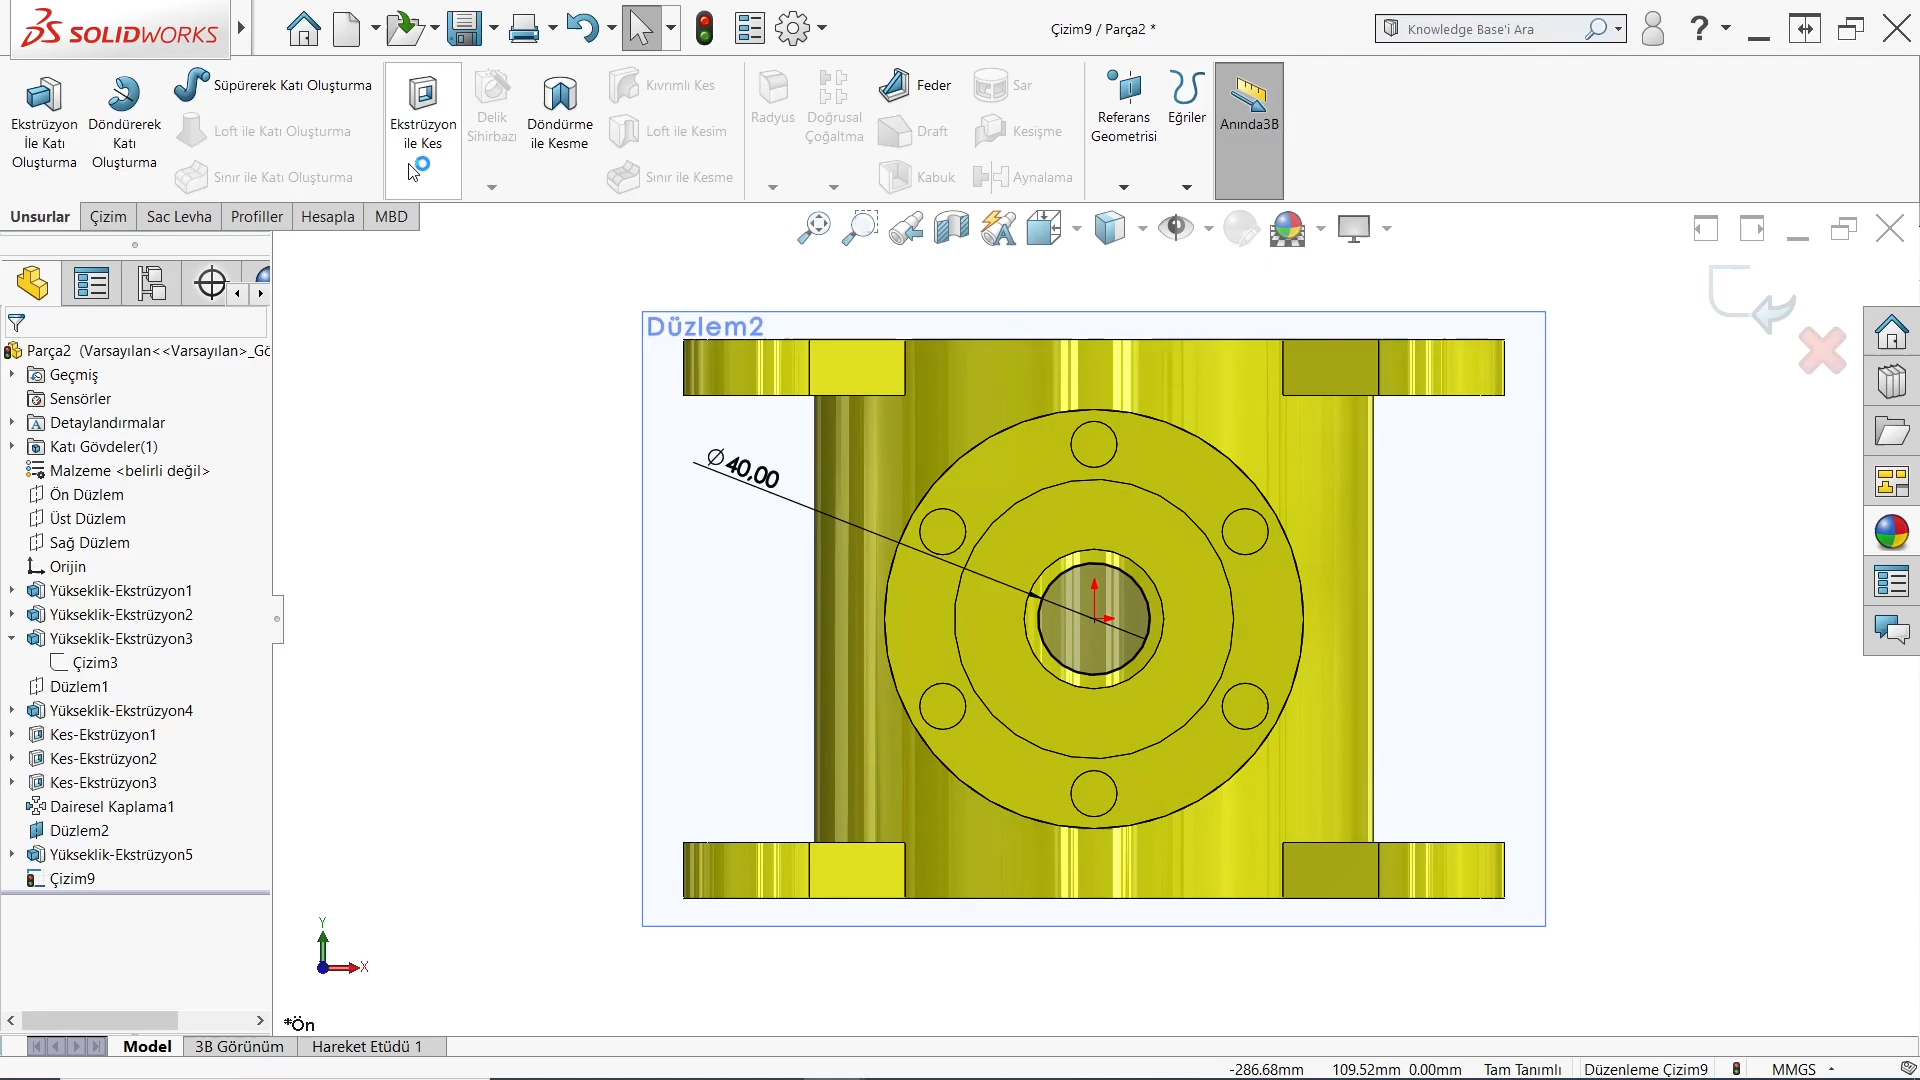 SOLIDWORKS
Çizim9 / Parça2 *
Knowledge Base'i Ara
Ekstrüzyon
İle Katı
Oluşturma
Döndürerek
Katı
Oluşturma
Süpürerek Katı Oluşturma
Loft ile Katı Oluşturma
Sınır ile Katı Oluşturma
Ekstrüzyon
ile Kes
Delik
Sihirbazı
Döndürme
ile Kesme
Kıvrımlı Kes
Loft ile Kesim
Sınır ile Kesme
Radyus
Doğrusal
Çoğaltma
Feder
Draft
Kabuk
Sar
Kesişme
Aynalama
Referans
Geometrisi
Eğriler
Anında3B
Unsurlar
Çizim
Sac Levha
Profiller
Hesapla
MBD
Parça2 (Varsayılan<<Varsayılan>_Gö
Geçmiş
Sensörler
Detaylandırmalar
Katı Gövdeler(1)
Malzeme <belirli değil>
Ön Düzlem
Üst Düzlem
Sağ Düzlem
Orijin
Yükseklik-Ekstrüzyon1
Yükseklik-Ekstrüzyon2
Yükseklik-Ekstrüzyon3
Çizim3
Düzlem1
Yükseklik-Ekstrüzyon4
Kes-Ekstrüzyon1
Kes-Ekstrüzyon2
Kes-Ekstrüzyon3
Dairesel Kaplama1
Düzlem2
Yükseklik-Ekstrüzyon5
Çizim9
Düzlem2
∅40,00
Y
X
*Ön
Model
3B Görünüm
Hareket Etüdü 1
-286.68mm
109.52mm 0.00mm
Tam Tanımlı
Düzenleme Çizim9
MMGS